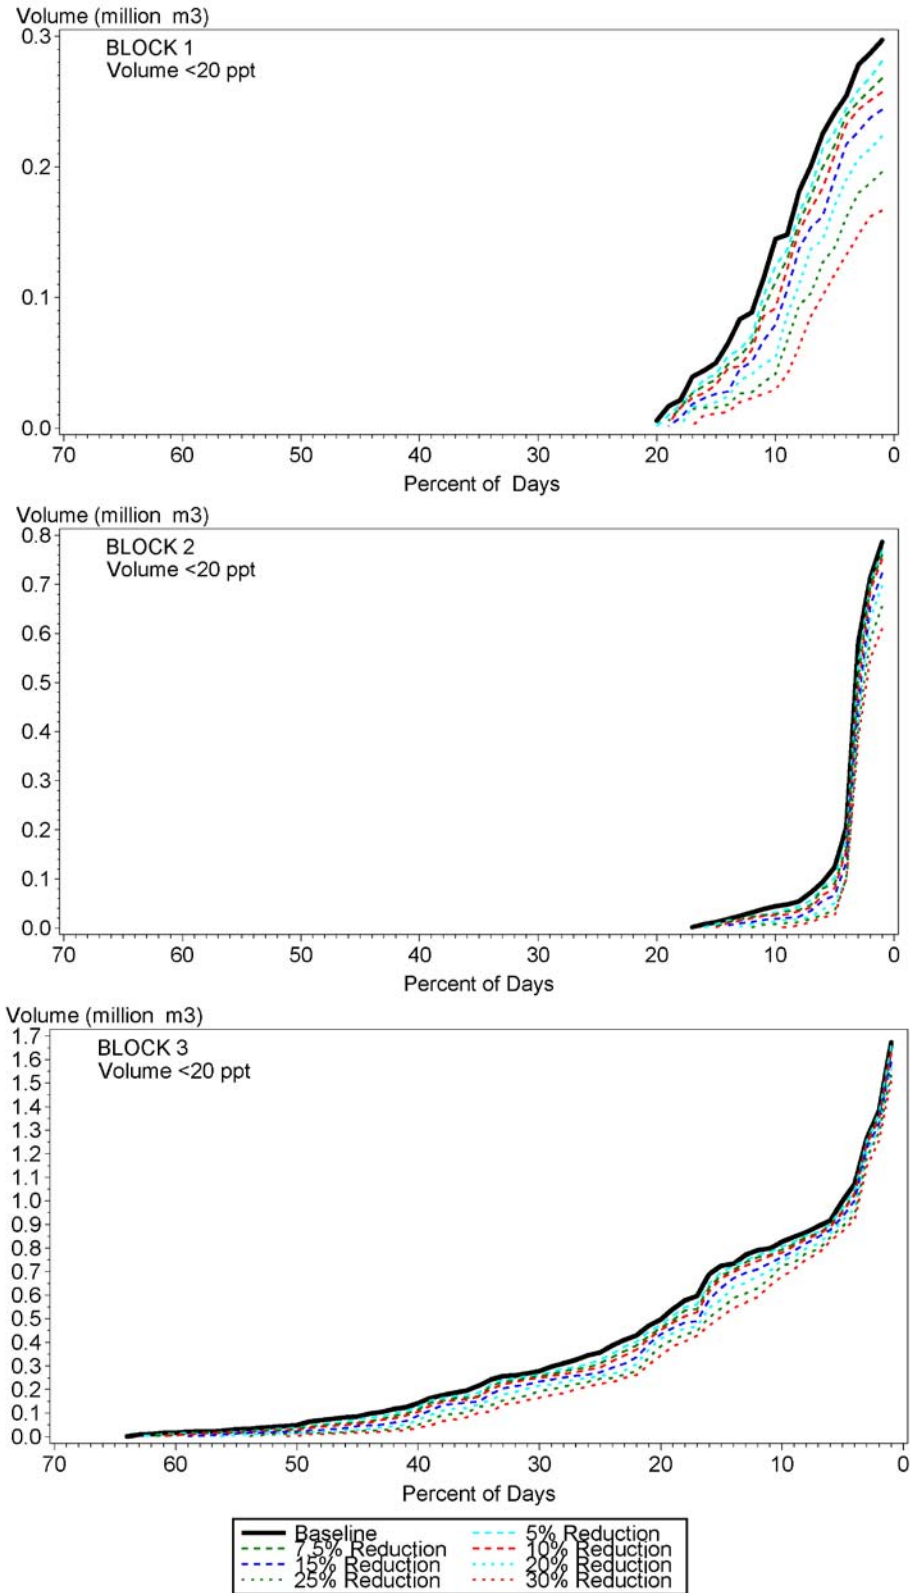 Volume (million m3)
BLOCK 1
Volume <20 ppt
0.3
0.2
0.1
0.0
70 60 50 40 30 20 10 0
Percent of Days
Volume (million m3)
BLOCK 2
Volume <20 ppt
0.8
0.7
0.6
0.5
0.4
0.3
0.2
0.1
0.0
70 60 50 40 30 20 10 0
Percent of Days
Volume (million m3)
BLOCK 3
Volume <20 ppt
1.7
1.6
1.5
1.4
1.3
1.2
1.1
1.0
0.9
0.8
0.7
0.6
0.5
0.4
0.3
0.2
0.1
0.0
70 60 50 40 30 20 10 0
Percent of Days
Baseline 5% Reduction
7.5% Reduction 10% Reduction
15% Reduction 20% Reduction
25% Reduction 30% Reduction